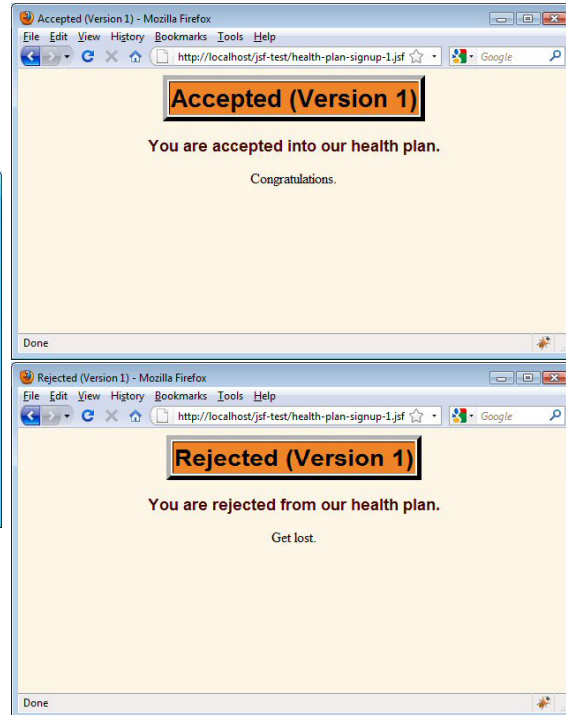 Accepted (Version 1) - Mozilla Firefox
File Edit View History Bookmarks Tools Help
http://localhost/jsf-test/health-plan-signup-1.jsf
Google
Accepted (Version 1)
You are accepted into our health plan.
Congratulations.
Done
Rejected (Version 1) - Mozilla Firefox
File Edit View History Bookmarks Tools Help
http://localhost/jsf-test/health-plan-signup-1.jsf
Google
Rejected (Version 1)
You are rejected from our health plan.
Get lost.
Done